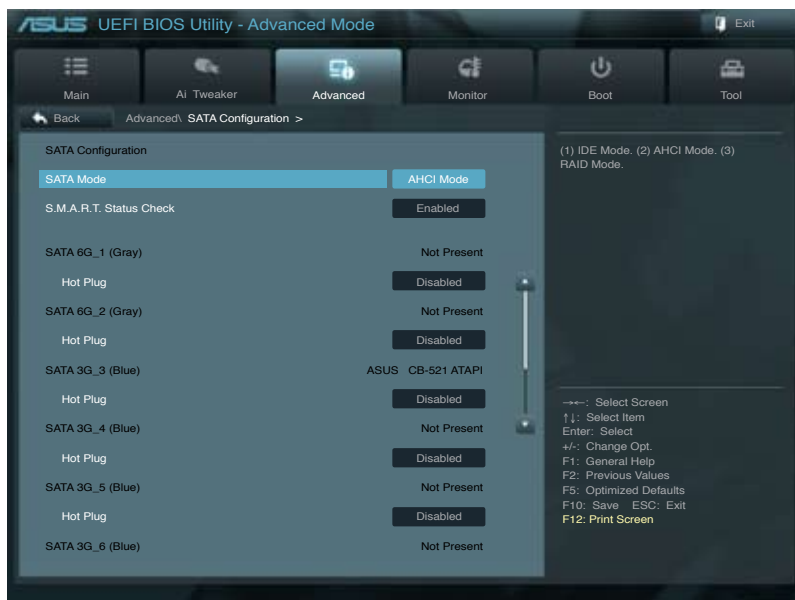 ASUS UEFI BIOS Utility - Advanced Mode
Exit
Main
Ai Tweaker
Advanced
Monitor
Boot
Tool
Back
Advanced\ SATA Configuration >
SATA Configuration
SATA Mode AHCI Mode
S.M.A.R.T. Status Check Enabled
SATA 6G_1 (Gray) Not Present
Hot Plug Disabled
SATA 6G_2 (Gray) Not Present
Hot Plug Disabled
SATA 3G_3 (Blue) ASUS CB-521 ATAPI
Hot Plug Disabled
SATA 3G_4 (Blue) Not Present
Hot Plug Disabled
SATA 3G_5 (Blue) Not Present
Hot Plug Disabled
SATA 3G_6 (Blue) Not Present
(1) IDE Mode. (2) AHCI Mode. (3)
RAID Mode.
→←: Select Screen
↑↓: Select Item
Enter: Select
+/-: Change Opt.
F1: General Help
F2: Previous Values
F5: Optimized Defaults
F10: Save ESC: Exit
F12: Print Screen